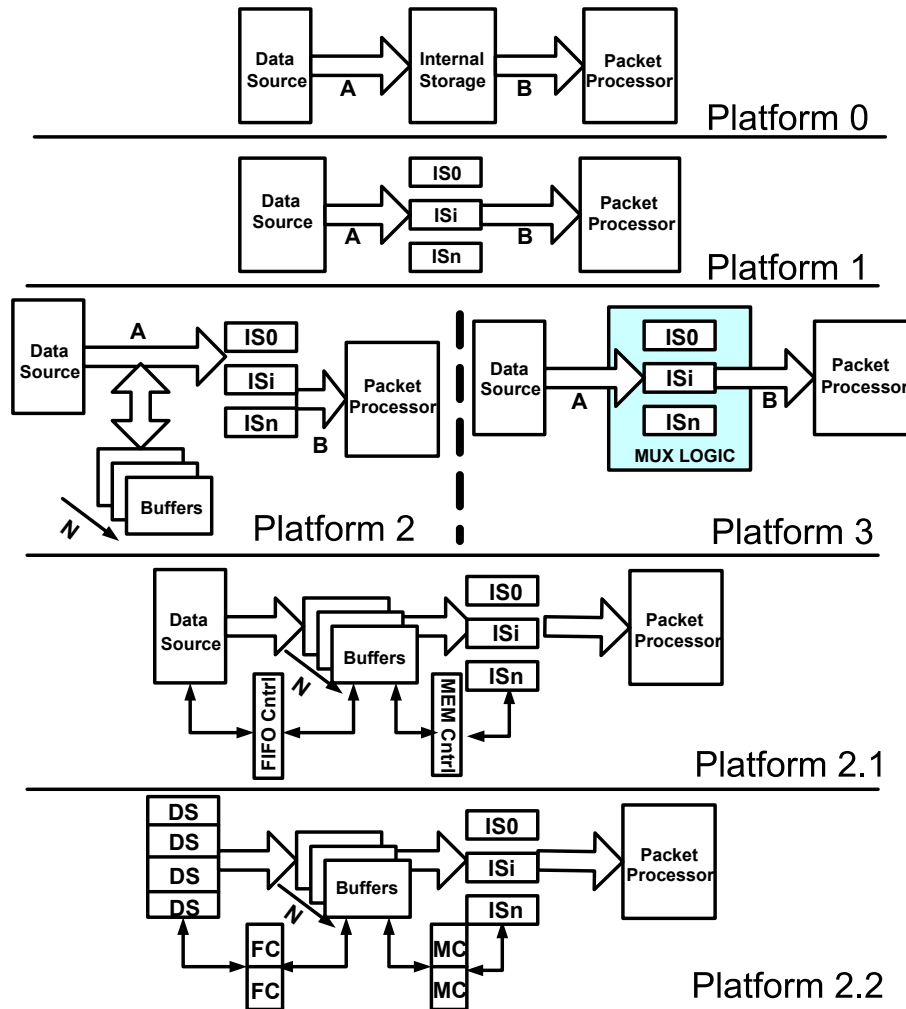 Data
Source
A
Internal
Storage
B
Packet
Processor
Platform 0
Data
Source
A
IS0
ISi
ISn
B
Packet
Processor
Platform 1
Data
Source
A
IS0
ISi
ISn
B
Packet
Processor
Buffers
N
Platform 2
Data
Source
A
IS0
ISi
ISn
MUX LOGIC
B
Packet
Processor
Platform 3
Data
Source
Buffers
N
FIFO Cntrl
MEM Cntrl
IS0
ISi
ISn
Packet
Processor
Platform 2.1
DS
DS
DS
DS
Buffers
N
FC
FC
MC
MC
IS0
ISi
ISn
Packet
Processor
Platform 2.2